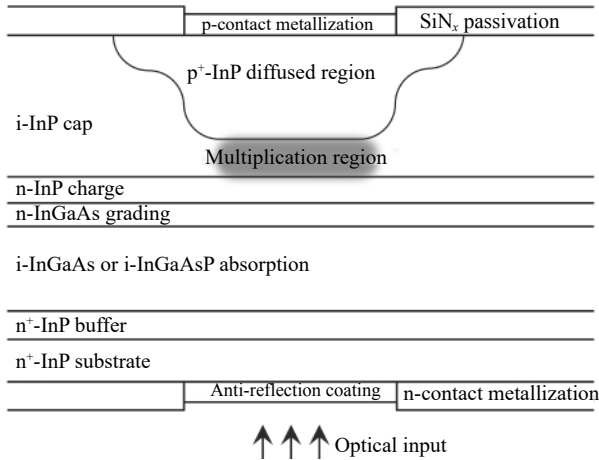 p-contact metallization
SiNₓ passivation
p⁺-InP diffused region
i-InP cap
Multiplication region
n-InP charge
n-InGaAs grading
i-InGaAs or i-InGaAsP absorption
n⁺-InP buffer
n⁺-InP substrate
Anti-reflection coating
n-contact metallization
Optical input